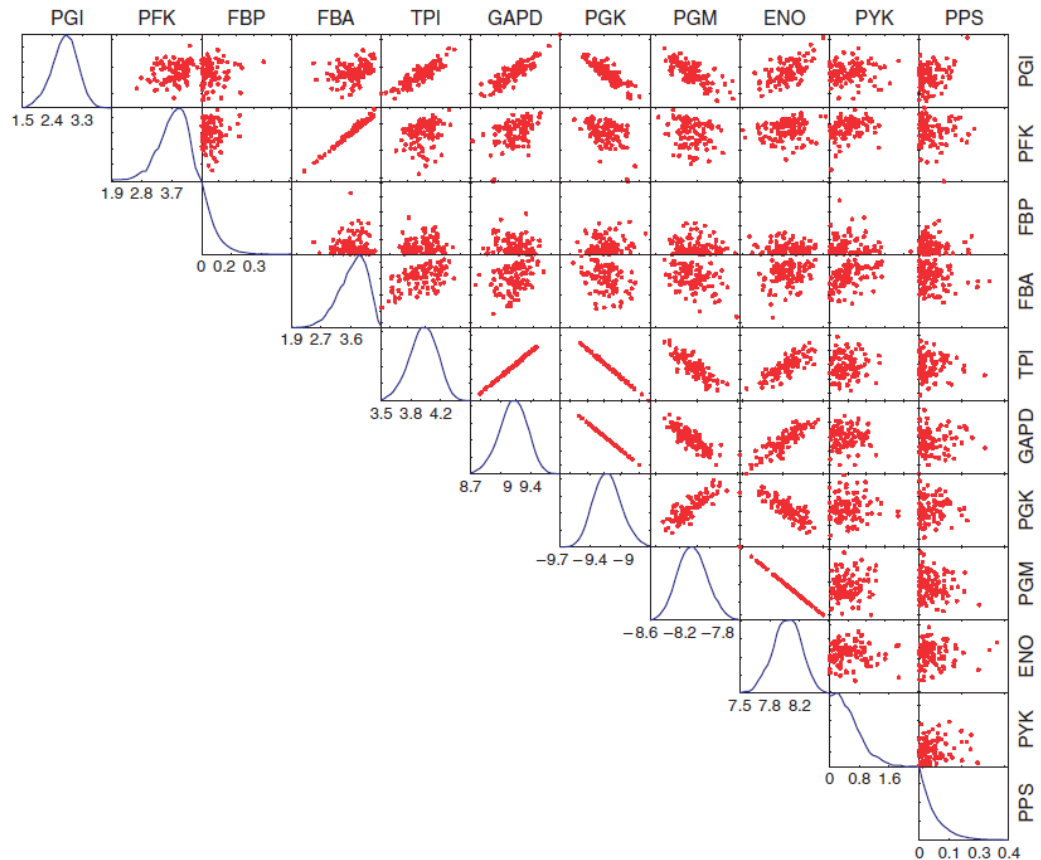 PGI PFK FBP FBA TPI GAPD PGK PGM ENO PYK PPS
PGI
1.5 2.4 3.3
PFK
1.9 2.8 3.7
FBP
0 0.2 0.3
FBA
1.9 2.7 3.6
TPI
3.5 3.8 4.2
GAPD
8.7 9 9.4
PGK
−9.7 −9.4 −9
PGM
−8.6 −8.2 −7.8
ENO
7.5 7.8 8.2
PYK
0 0.8 1.6
PPS
0 0.1 0.3 0.4